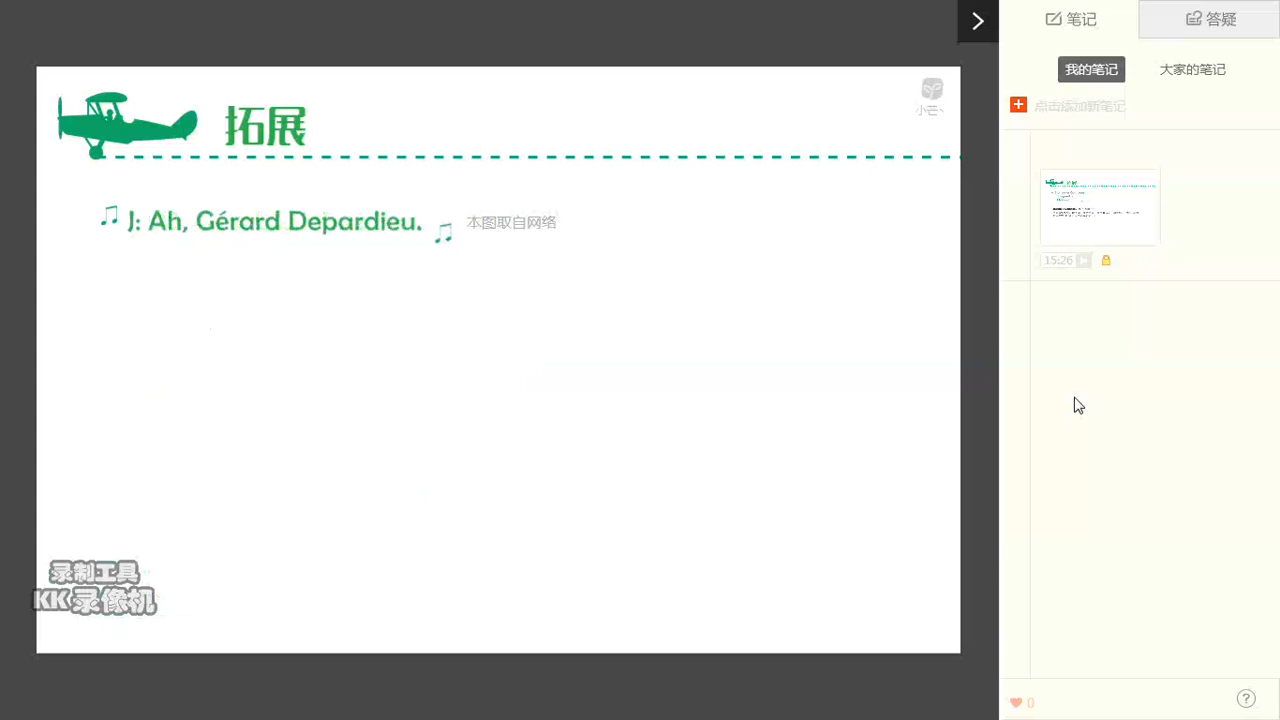 笔记
答疑
我的笔记
大家的笔记
点击添加新笔记
拓展
J: Ah, Gérard Depardieu.
本图取自网络
15:26
录制工具
KK录像机
0
?